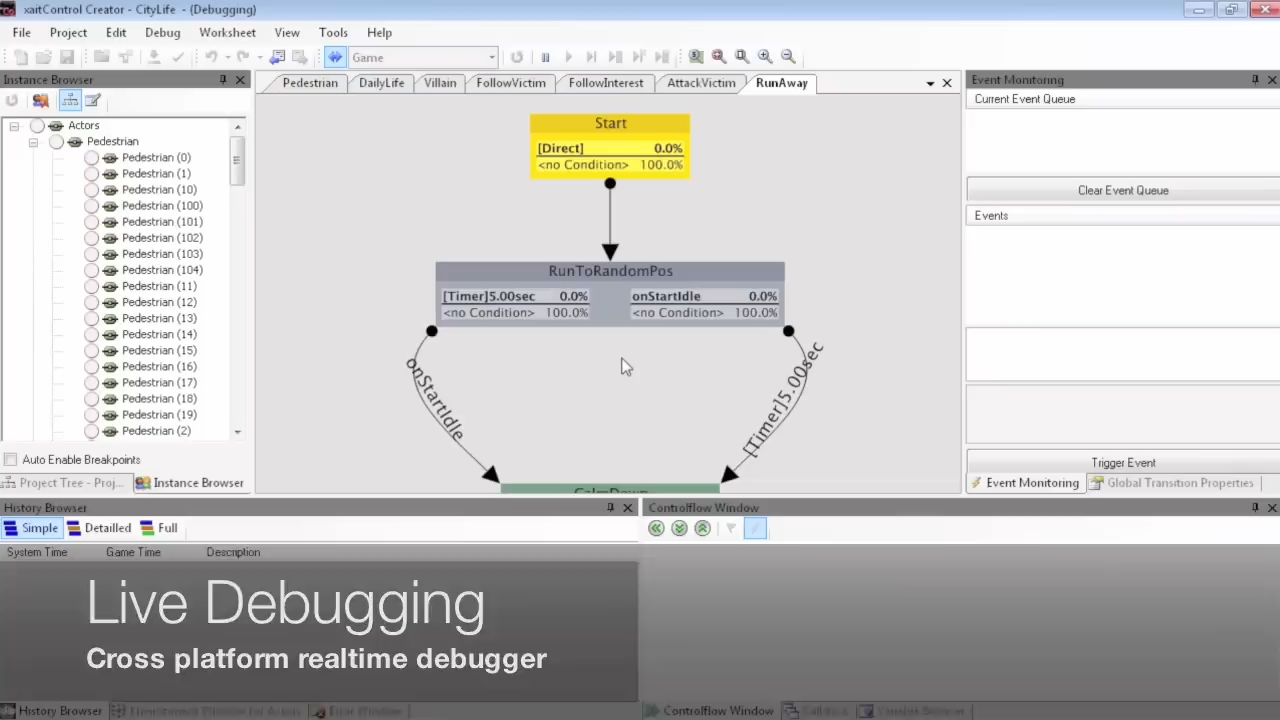 xaitControl Creator - CityLife - (Debugging)
File Project Edit Debug Worksheet View Tools Help
Game
Instance Browser
Actors
Pedestrian
Pedestrian (0)
Pedestrian (1)
Pedestrian (10)
Pedestrian (100)
Pedestrian (101)
Pedestrian (102)
Pedestrian (103)
Pedestrian (104)
Pedestrian (11)
Pedestrian (12)
Pedestrian (13)
Pedestrian (14)
Pedestrian (15)
Pedestrian (16)
Pedestrian (17)
Pedestrian (18)
Pedestrian (19)
Pedestrian (2)
Auto Enable Breakpoints
Project Tree - Proj... Instance Browser
Pedestrian DailyLife Villain FollowVictim FollowInterest AttackVictim RunAway
Start
[Direct] 0.0%
<no Condition> 100.0%
RunToRandomPos
[Timer]5.00sec 0.0% onStartIdle 0.0%
<no Condition> 100.0% <no Condition> 100.0%
onStartIdle
[Timer]5.00sec
CalmDown
Event Monitoring
Current Event Queue
Clear Event Queue
Events
Trigger Event
Event Monitoring Global Transition Properties
History Browser
Simple Detailled Full
System Time Game Time Description
Live Debugging
Cross platform realtime debugger
History Browser
Controlflow Window
Controlflow Window